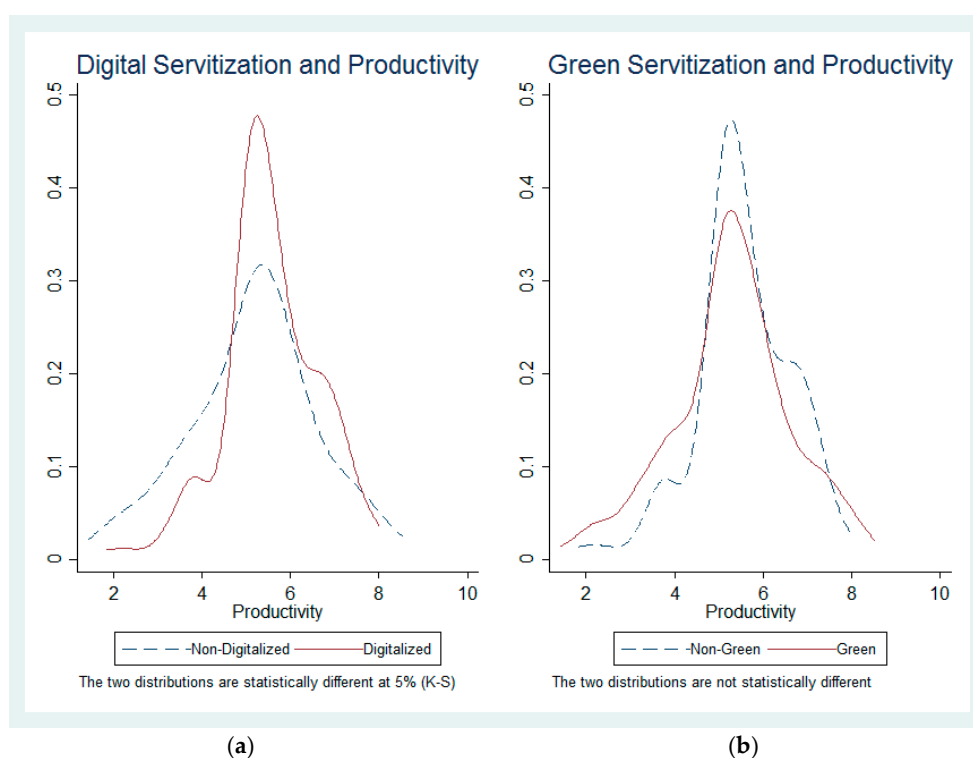 Digital Servitization and Productivity
0.5
0.4
0.3
0.2
0.1
0
2 4 6 8 10
Productivity
Non-Digitalized Digitalized
The two distributions are statistically different at 5% (K-S)
(a)
Green Servitization and Productivity
0.5
0.4
0.3
0.2
0.1
0
2 4 6 8 10
Productivity
Non-Green Green
The two distributions are not statistically different
(b)